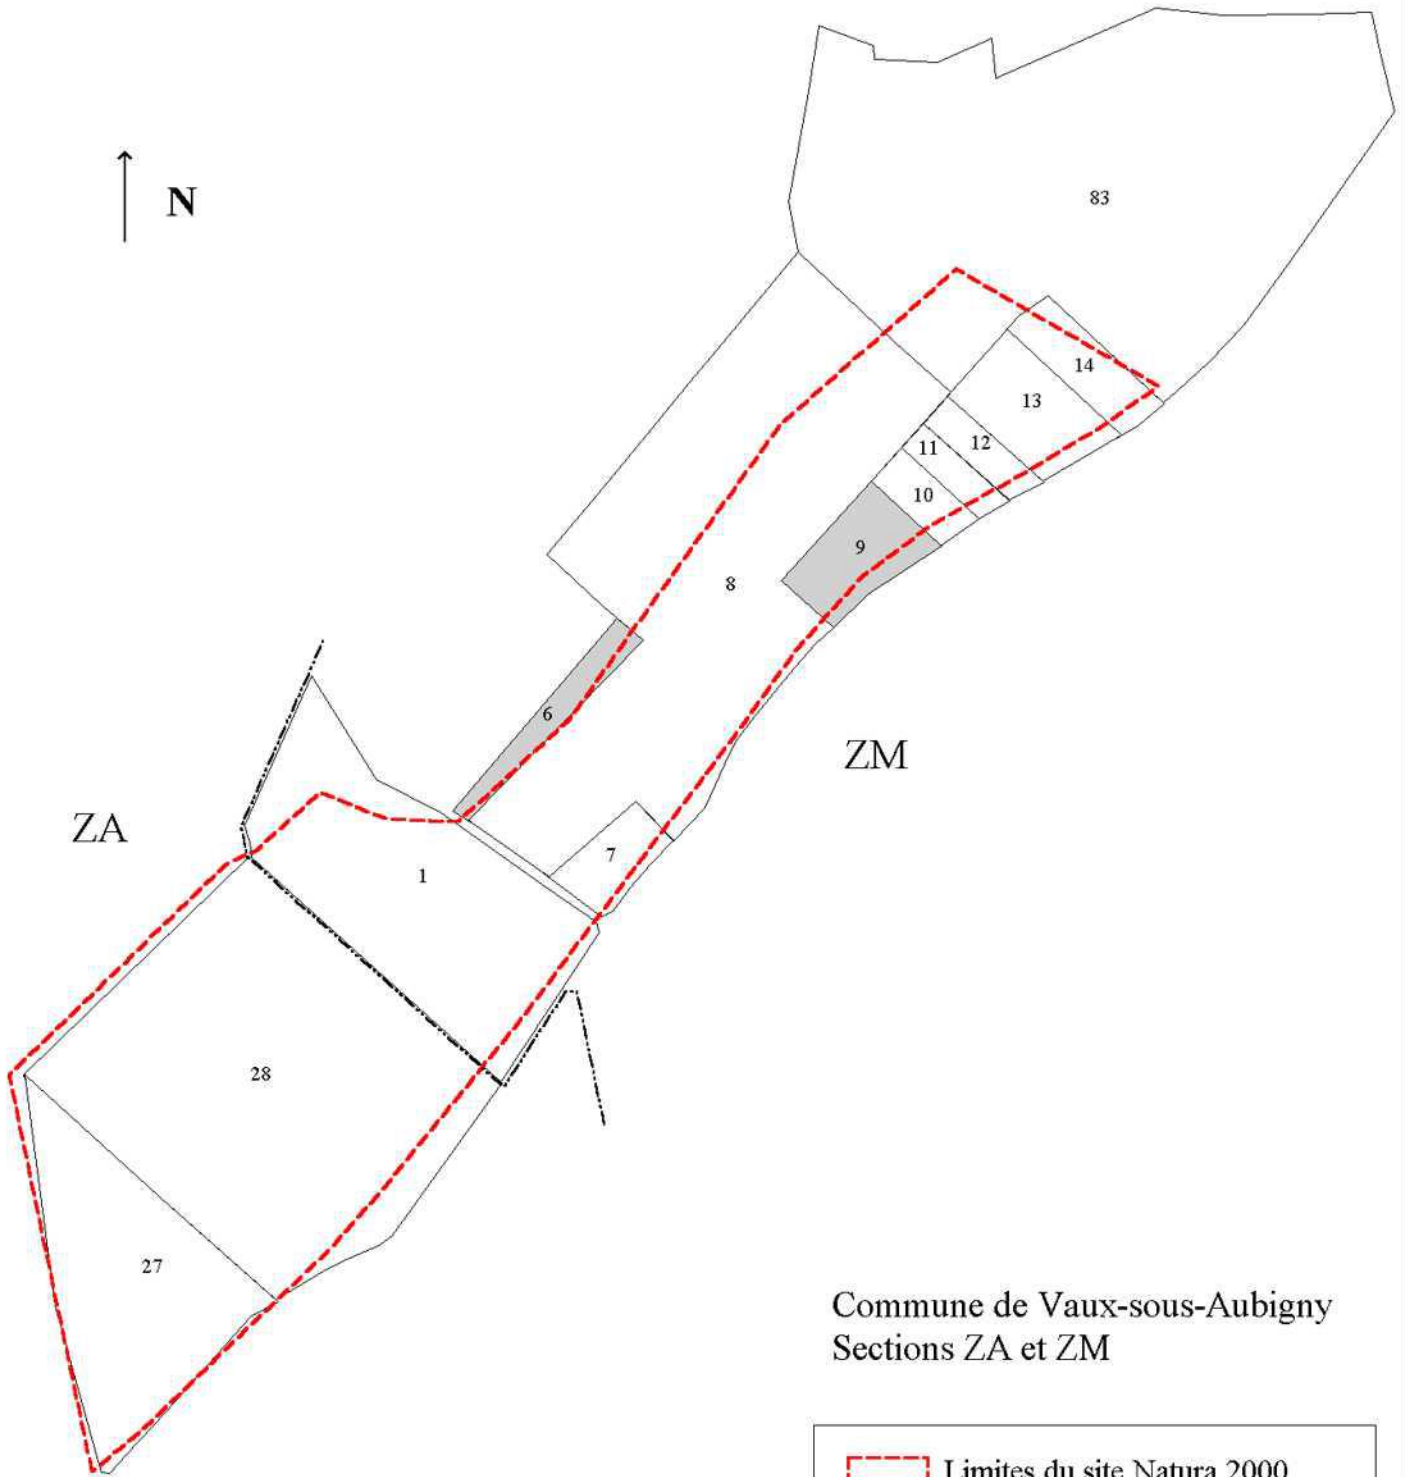 83
N
14
13
12
11
10
9
8
6
ZM
ZA
7
1
28
27
Commune de Vaux-sous-Aubigny
Sections ZA et ZM
Limites du site Natura 2000